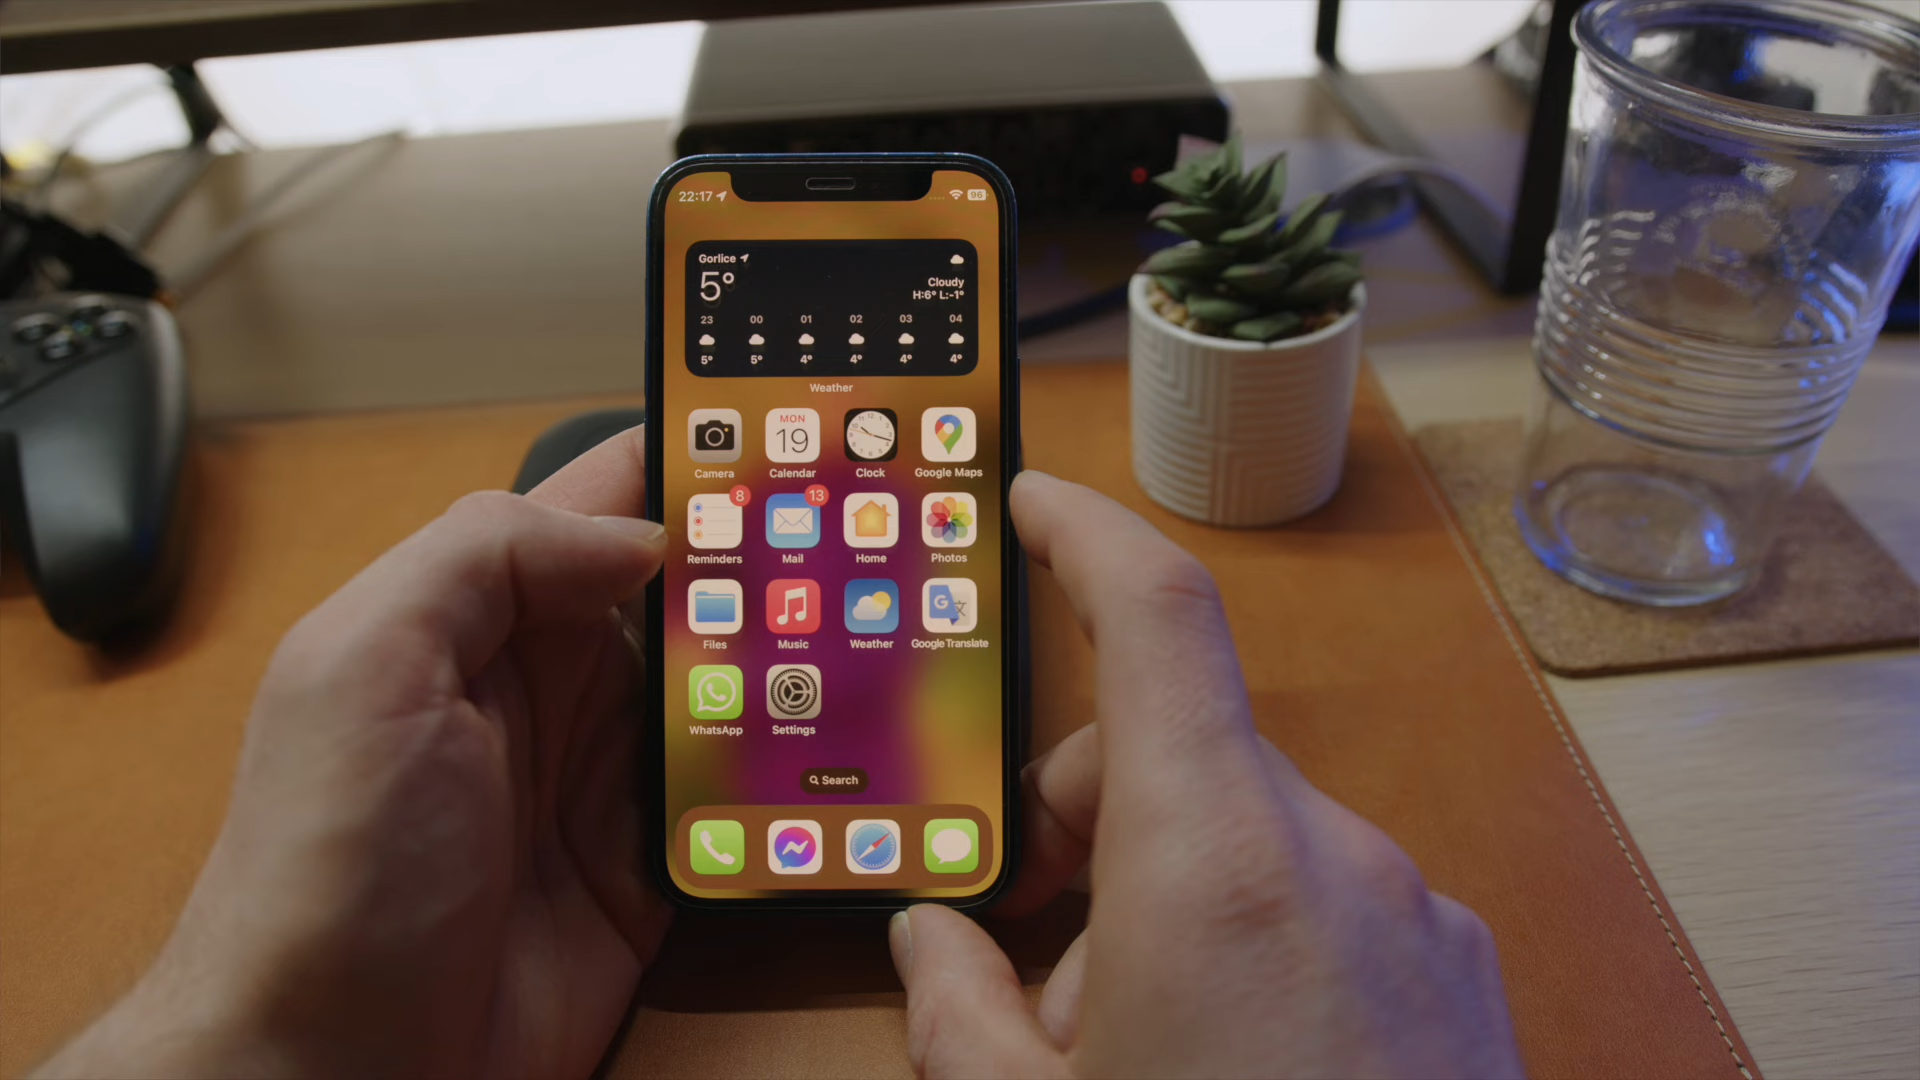 22:17
96
Gorlice
5°
Cloudy
H:6° L:-1°
23 00 01 02 03 04
5° 5° 4° 4° 4° 4°
Weather
MON
19
Camera Calendar Clock Google Maps
8 13
Reminders Mail Home Photos
G 文
Files Music Weather Google Translate
WhatsApp Settings
Search